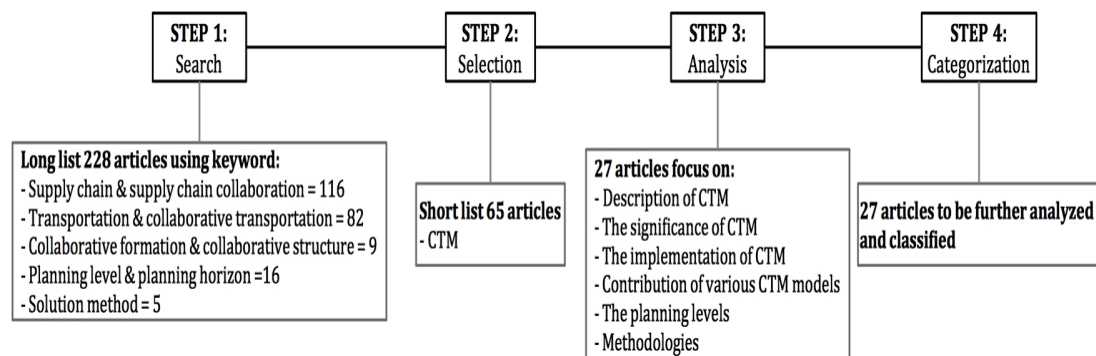 STEP 1:
Search
STEP 2:
Selection
STEP 3:
Analysis
STEP 4:
Categorization
Long list 228 articles using keyword:
- Supply chain & supply chain collaboration = 116
- Transportation & collaborative transportation = 82
- Collaborative formation & collaborative structure = 9
- Planning level & planning horizon =16
- Solution method = 5
Short list 65 articles
- CTM
27 articles focus on:
- Description of CTM
- The significance of CTM
- The implementation of CTM
- Contribution of various CTM models
- The planning levels
- Methodologies
27 articles to be further analyzed
and classified